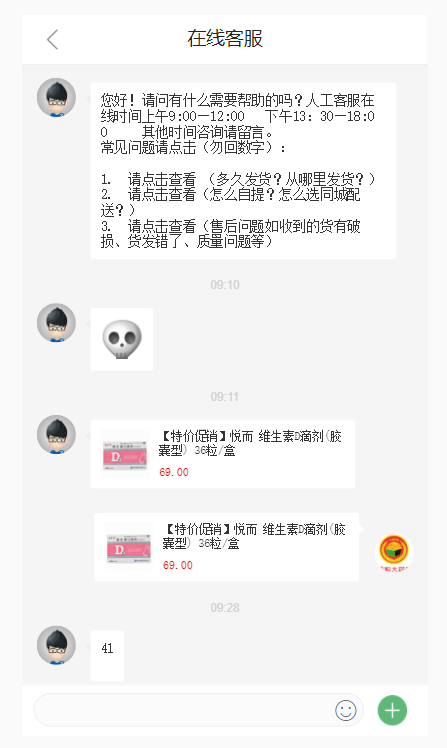 在线客服
您好！请问有什么需要帮助的吗？人工客服在
线时间上午9:00—12:00 下午13：30—18:0
0 其他时间咨询请留言。
常见问题请点击（勿回数字）：
1. 请点击查看 （多久发货？从哪里发货？）
2. 请点击查看（怎么自提？怎么选同城配
送？）
3. 请点击查看（售后问题如收到的货有破
损、货发错了、质量问题等）
09:10
09:11
【特价促销】悦而 维生素D滴剂(胶
囊型) 36粒/盒
69.00
【特价促销】悦而 维生素D滴剂(胶
囊型) 36粒/盒
69.00
09:28
41